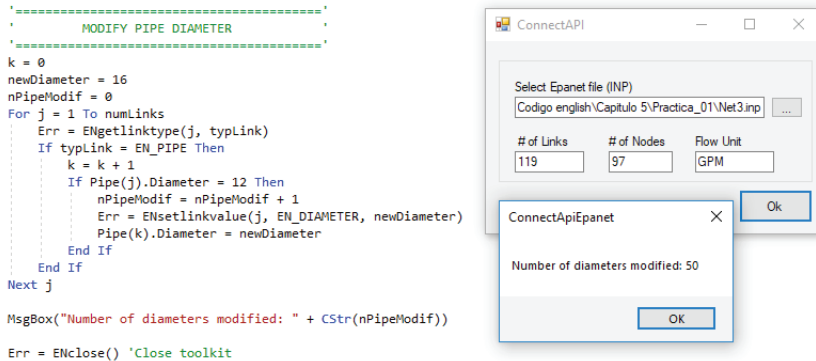 '========================================'
'         MODIFY PIPE DIAMETER           '
'========================================'
k = 0
newDiameter = 16
nPipeModif = 0
For j = 1 To numLinks
Err = ENgetlinktype(j, typLink)
If typLink = EN_PIPE Then
k = k + 1
If Pipe(j).Diameter = 12 Then
nPipeModif = nPipeModif + 1
Err = ENsetlinkvalue(j, EN_DIAMETER, newDiameter)
Pipe(k).Diameter = newDiameter
End If
End If
Next j
MsgBox("Number of diameters modified: " + CStr(nPipeModif))
Err = ENclose() 'Close toolkit
ConnectAPI
Select Epanet file (INP)
Codigo english\Capitulo 5\Practica_01\Net3.inp ...
# of Links # of Nodes Flow Unit
119 97 GPM
Ok
ConnectApiEpanet
Number of diameters modified: 50
OK